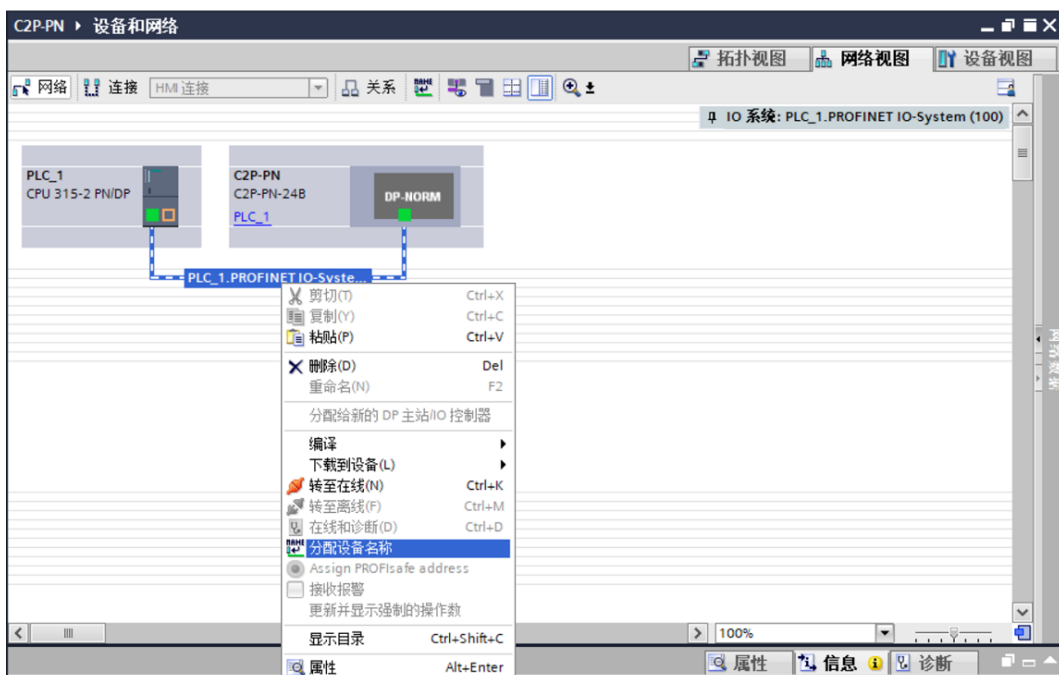 C2P-PN ▸ 设备和网络
拓扑视图
网络视图
设备视图
网络
连接
HMI 连接
关系
IO 系统: PLC_1.PROFINET IO-System (100)
PLC_1
CPU 315-2 PN/DP
C2P-PN
C2P-PN-24B
PLC_1
DP-NORM
PLC_1.PROFINET IO-Syste...
剪切(T) Ctrl+X
复制(Y) Ctrl+C
粘贴(P) Ctrl+V
删除(D) Del
重命名(N) F2
分配给新的 DP 主站/IO 控制器
编译
下载到设备(L)
转至在线(N) Ctrl+K
转至离线(F) Ctrl+M
在线和诊断(D) Ctrl+D
分配设备名称
Assign PROFIsafe address
接收报警
更新并显示强制的操作数
显示目录 Ctrl+Shift+C
属性 Alt+Enter
网络数据
100%
属性
信息
诊断